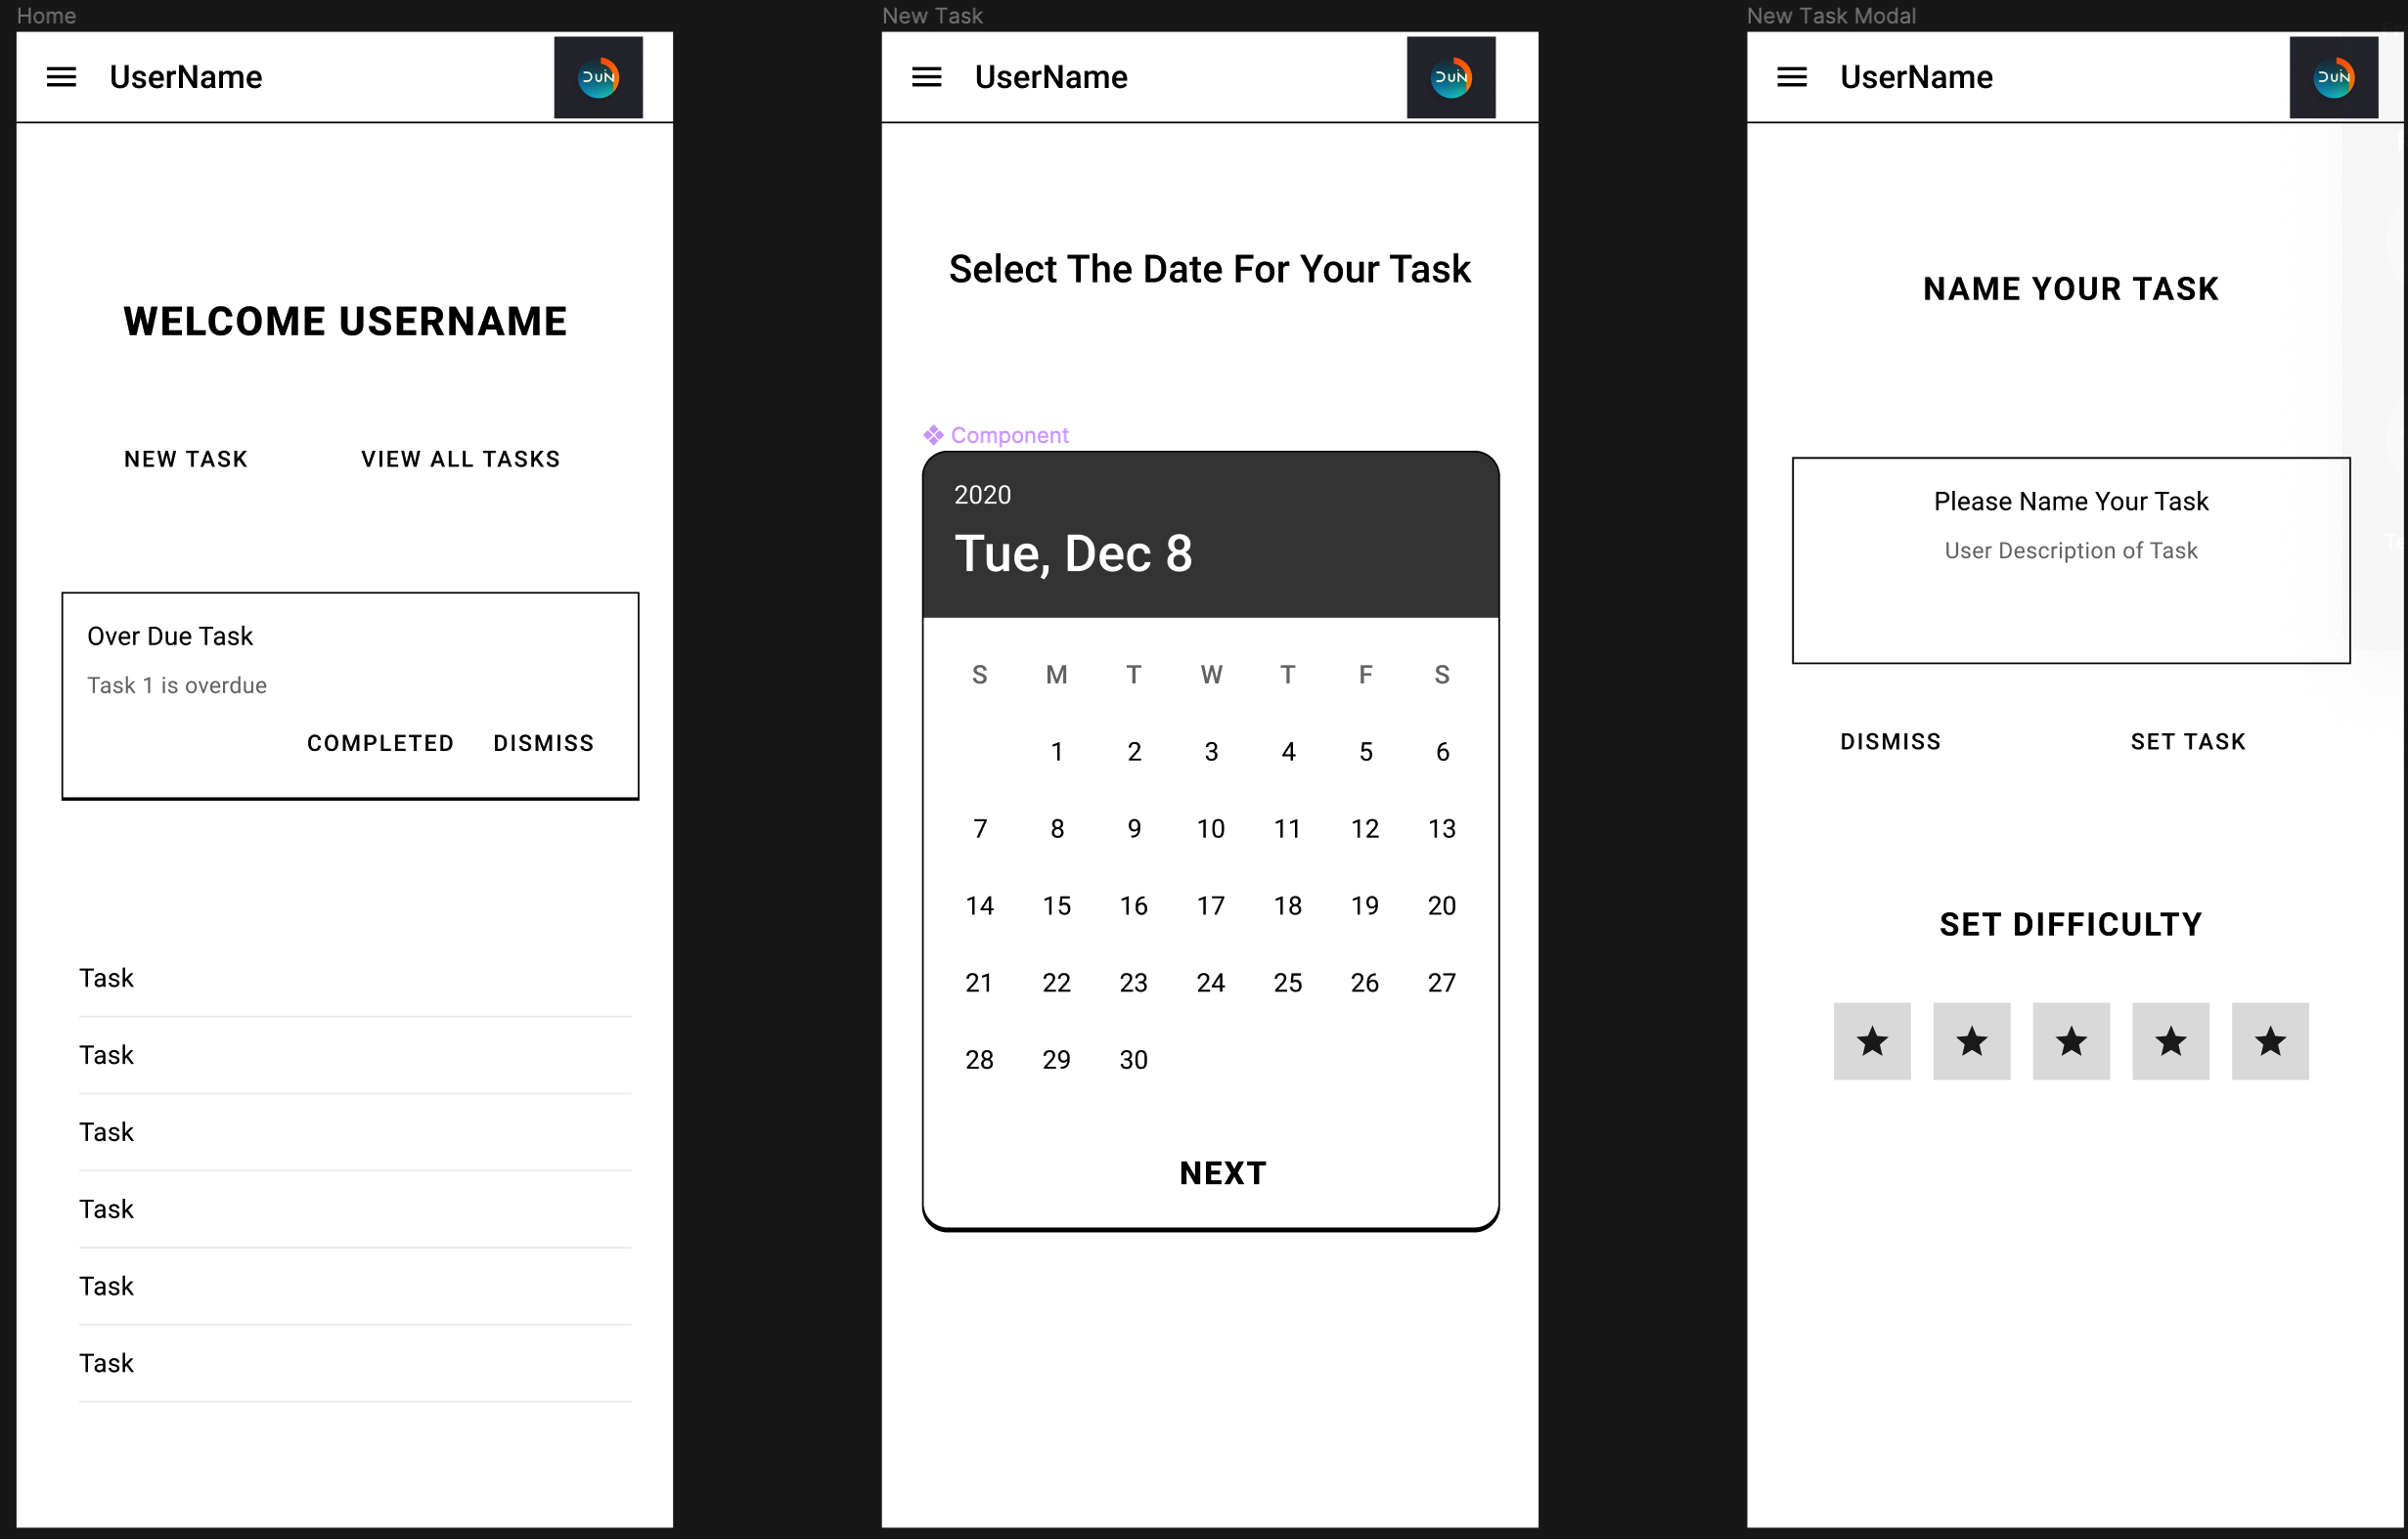 Home
UserName
DUN
WELCOME USERNAME
NEW TASK VIEW ALL TASKS
Over Due Task
Task 1 is overdue
COMPLETED DISMISS
Task
Task
Task
Task
Task
Task
New Task
UserName
DUN
Select The Date For Your Task
Component
2020
Tue, Dec 8
S M T W T F S
1 2 3 4 5 6
7 8 9 10 11 12 13
14 15 16 17 18 19 20
21 22 23 24 25 26 27
28 29 30
NEXT
New Task Modal
UserName
DUN
NAME YOUR TASK
Please Name Your Task
User Description of Task
DISMISS SET TASK
SET DIFFICULTY